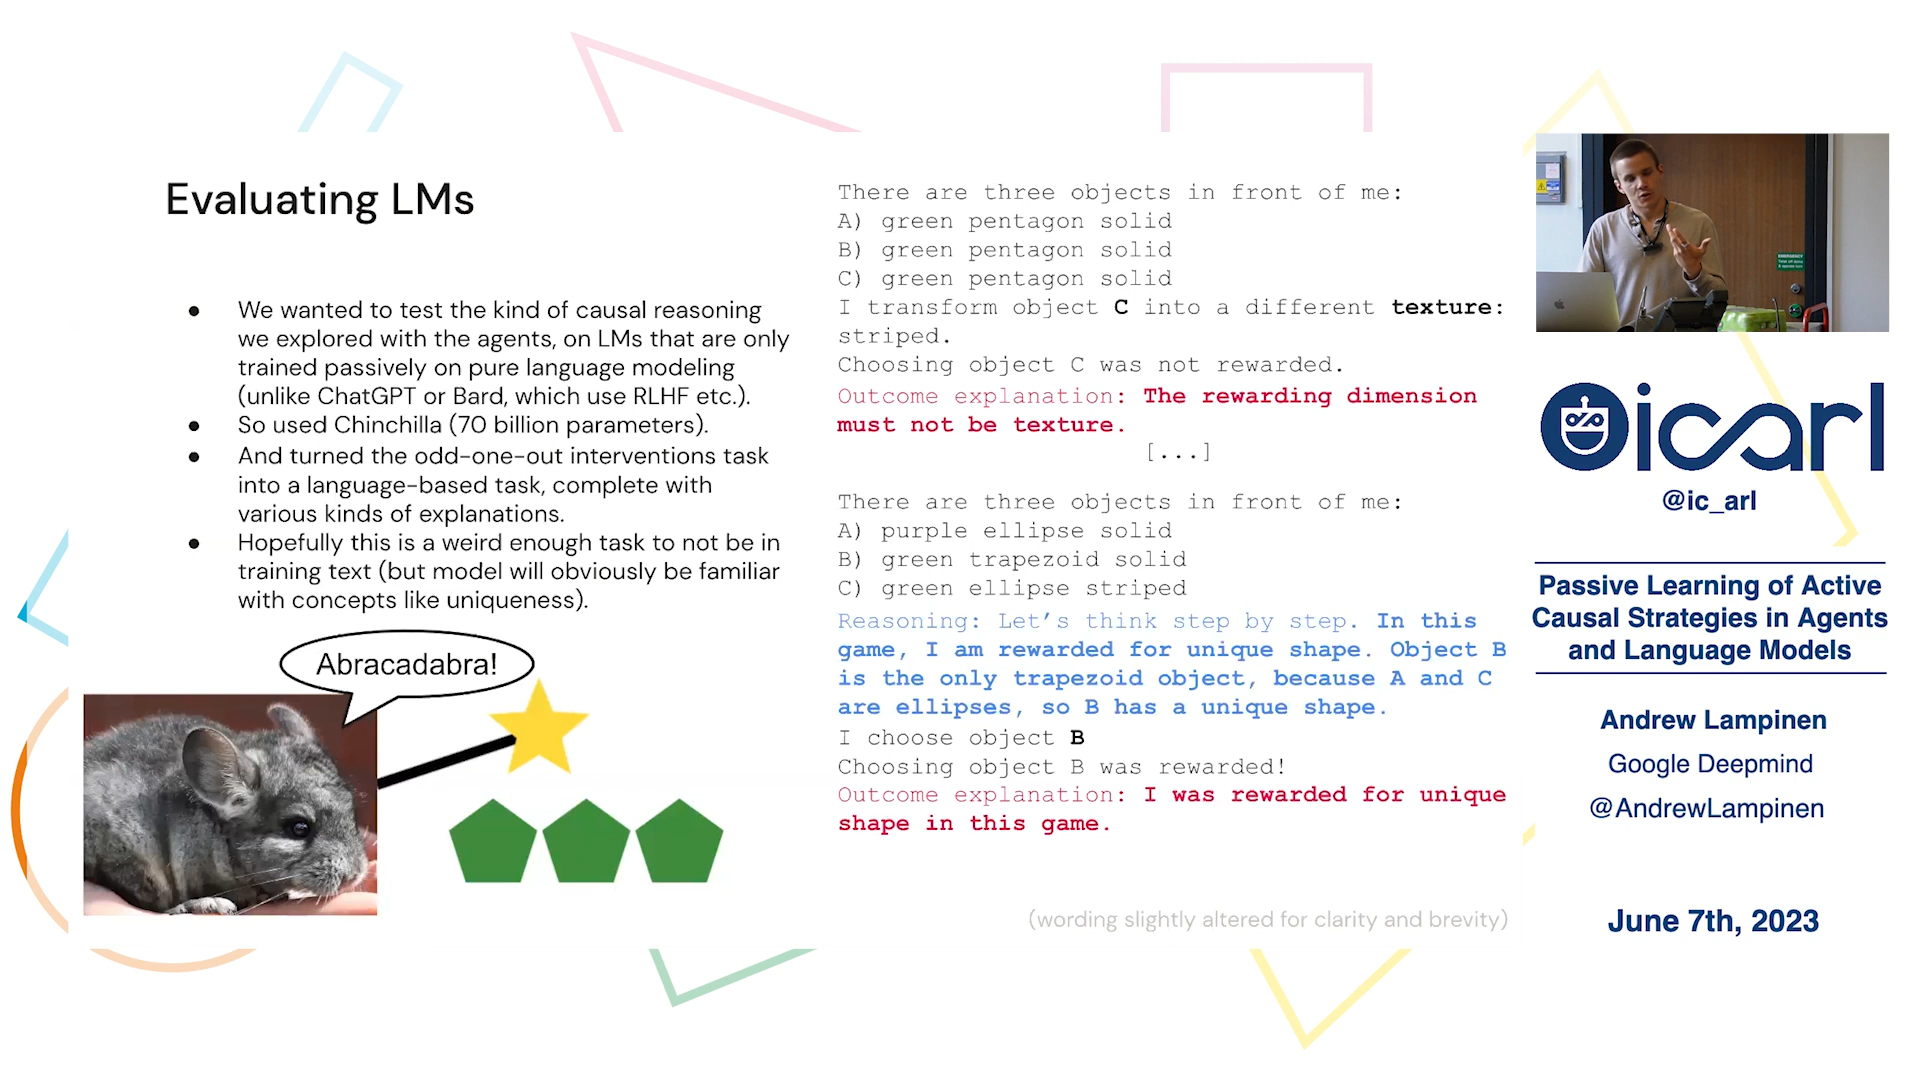 Evaluating LMs
● We wanted to test the kind of causal reasoning
we explored with the agents, on LMs that are only
trained passively on pure language modeling
(unlike ChatGPT or Bard, which use RLHF etc.).
● So used Chinchilla (70 billion parameters).
● And turned the odd-one-out interventions task
into a language-based task, complete with
various kinds of explanations.
● Hopefully this is a weird enough task to not be in
training text (but model will obviously be familiar
with concepts like uniqueness).
Abracadabra!
There are three objects in front of me:
A) green pentagon solid
B) green pentagon solid
C) green pentagon solid
I transform object C into a different texture:
striped.
Choosing object C was not rewarded.
Outcome explanation: The rewarding dimension
must not be texture.
[...]
There are three objects in front of me:
A) purple ellipse solid
B) green trapezoid solid
C) green ellipse striped
Reasoning: Let’s think step by step. In this
game, I am rewarded for unique shape. Object B
is the only trapezoid object, because A and C
are ellipses, so B has a unique shape.
I choose object B
Choosing object B was rewarded!
Outcome explanation: I was rewarded for unique
shape in this game.
(wording slightly altered for clarity and brevity)
icarl
@ic_arl
Passive Learning of Active
Causal Strategies in Agents
and Language Models
Andrew Lampinen
Google Deepmind
@AndrewLampinen
June 7th, 2023